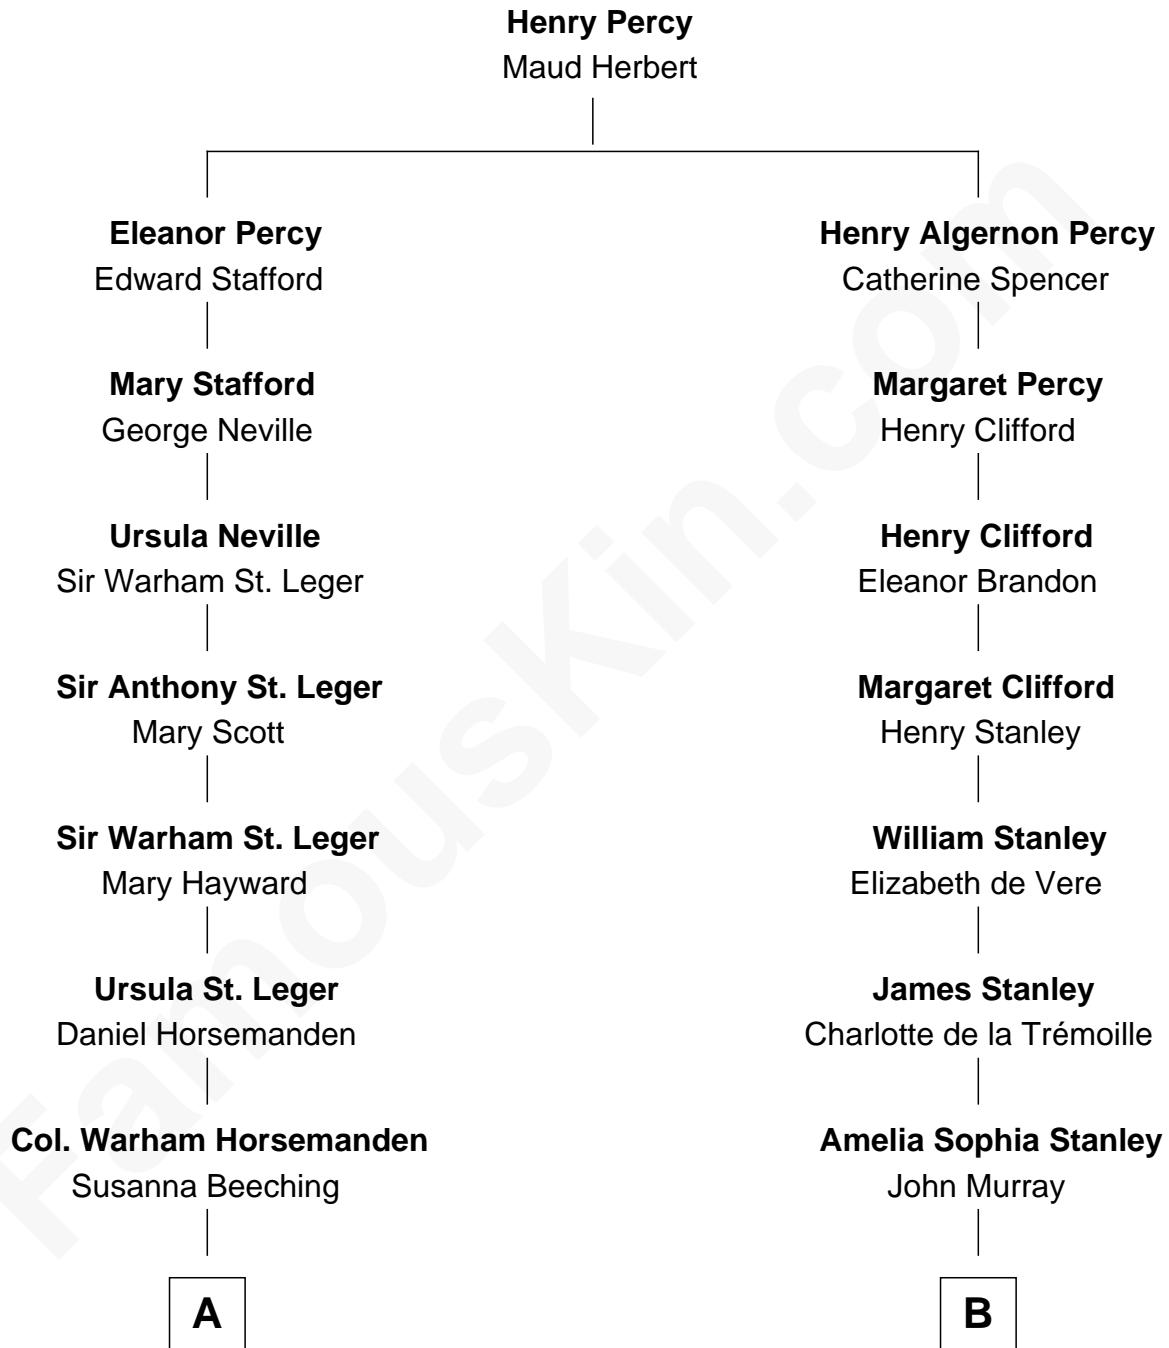 Henry Percy
Maud Herbert
Eleanor Percy
Edward Stafford
Henry Algernon Percy
Catherine Spencer
Mary Stafford
George Neville
Margaret Percy
Henry Clifford
Ursula Neville
Sir Warham St. Leger
Henry Clifford
Eleanor Brandon
Sir Anthony St. Leger
Mary Scott
Margaret Clifford
Henry Stanley
Sir Warham St. Leger
Mary Hayward
William Stanley
Elizabeth de Vere
Ursula St. Leger
Daniel Horsemanden
James Stanley
Charlotte de la Trémoille
Col. Warham Horsemanden
Susanna Beeching
Amelia Sophia Stanley
John Murray
A
B
FamousKin.com